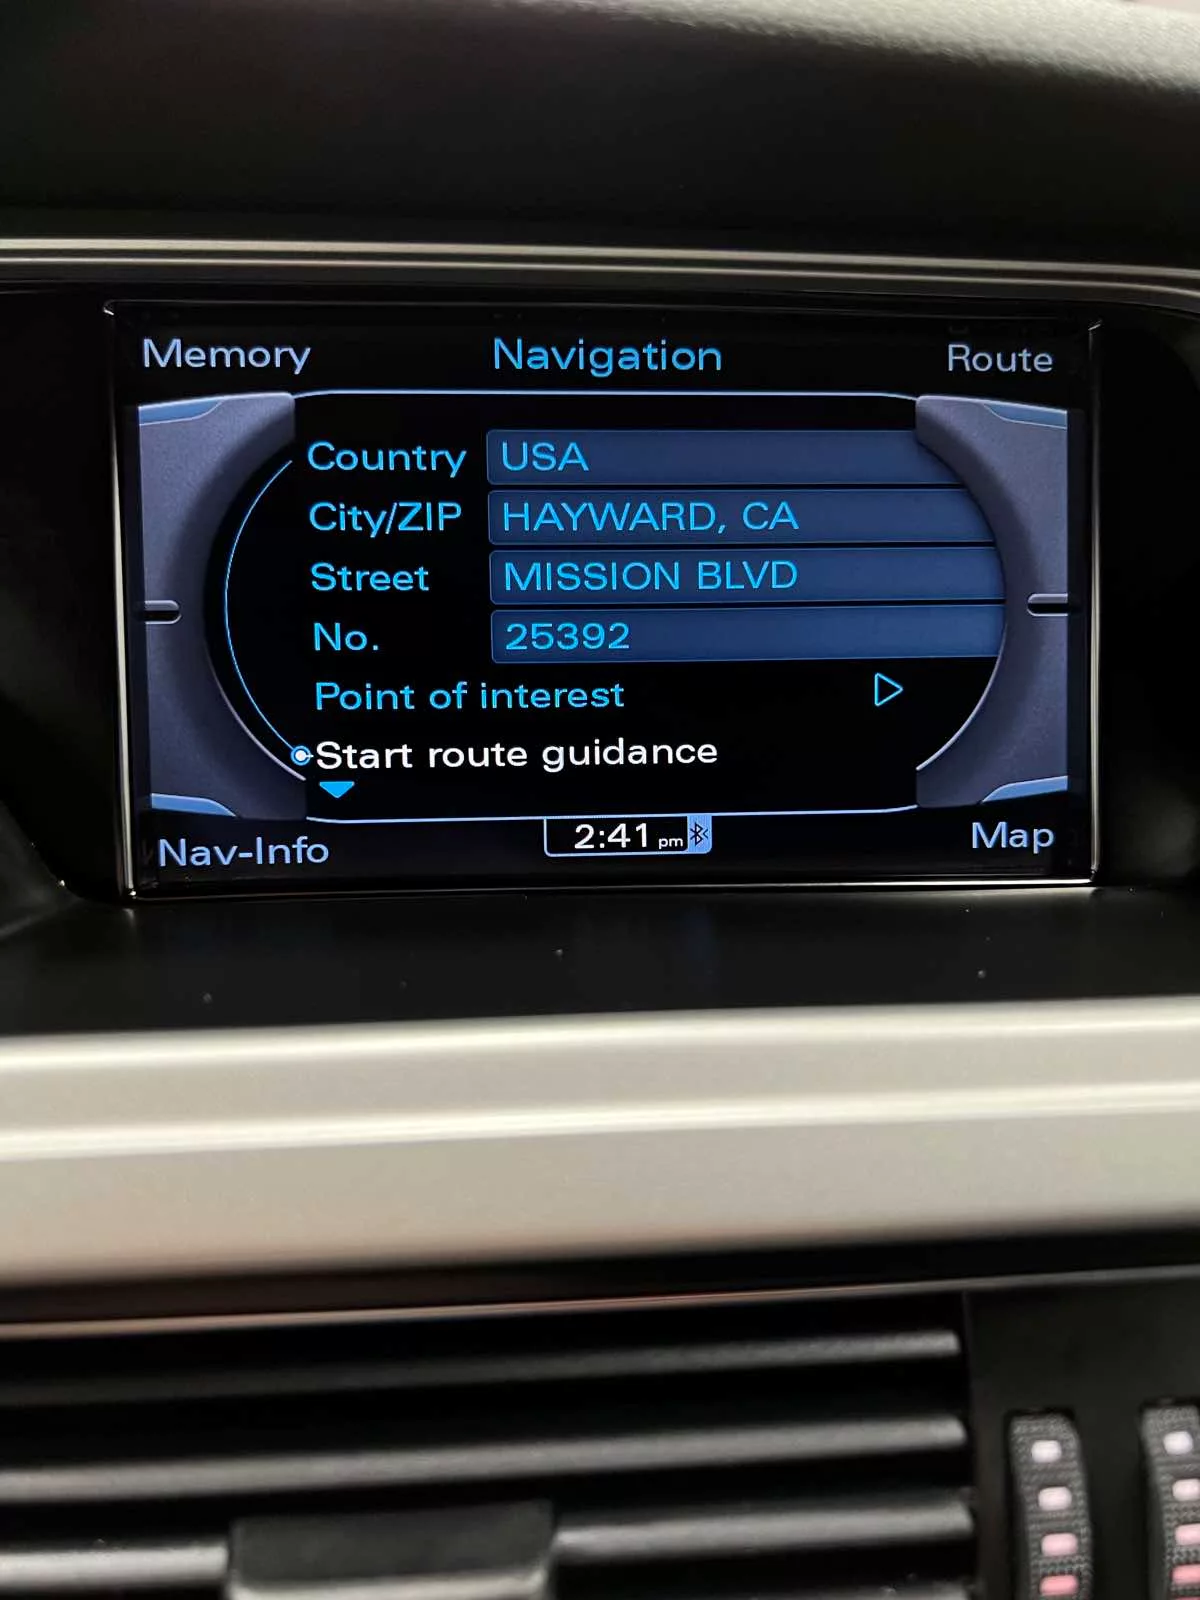 Memory Navigation Route
Country USA
City/ZIP HAYWARD, CA
Street MISSION BLVD
No. 25392
Point of interest
Start route guidance
Nav-Info 2:41 pm Map